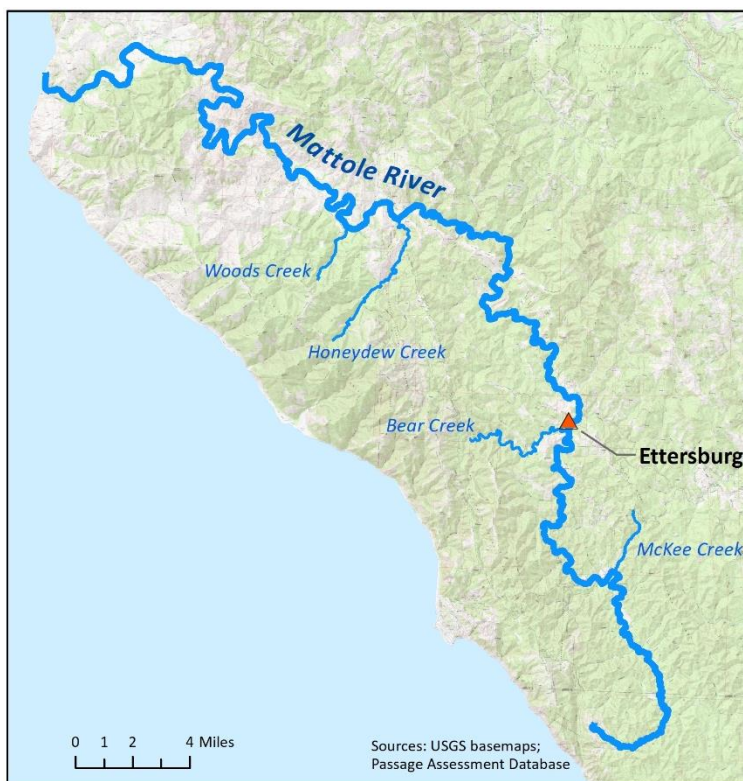 Mattole River
Woods Creek
Honeydew Creek
Bear Creek
Ettersburg
McKee Creek
0 1 2 4 Miles
Sources: USGS basemaps;
Passage Assessment Database